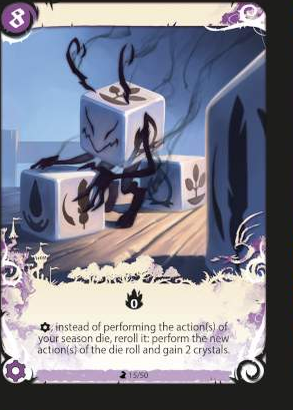 8
0
: instead of performing the action(s) of
your season die, reroll it: perform the new
action(s) of the die roll and gain 2 crystals.
15/50